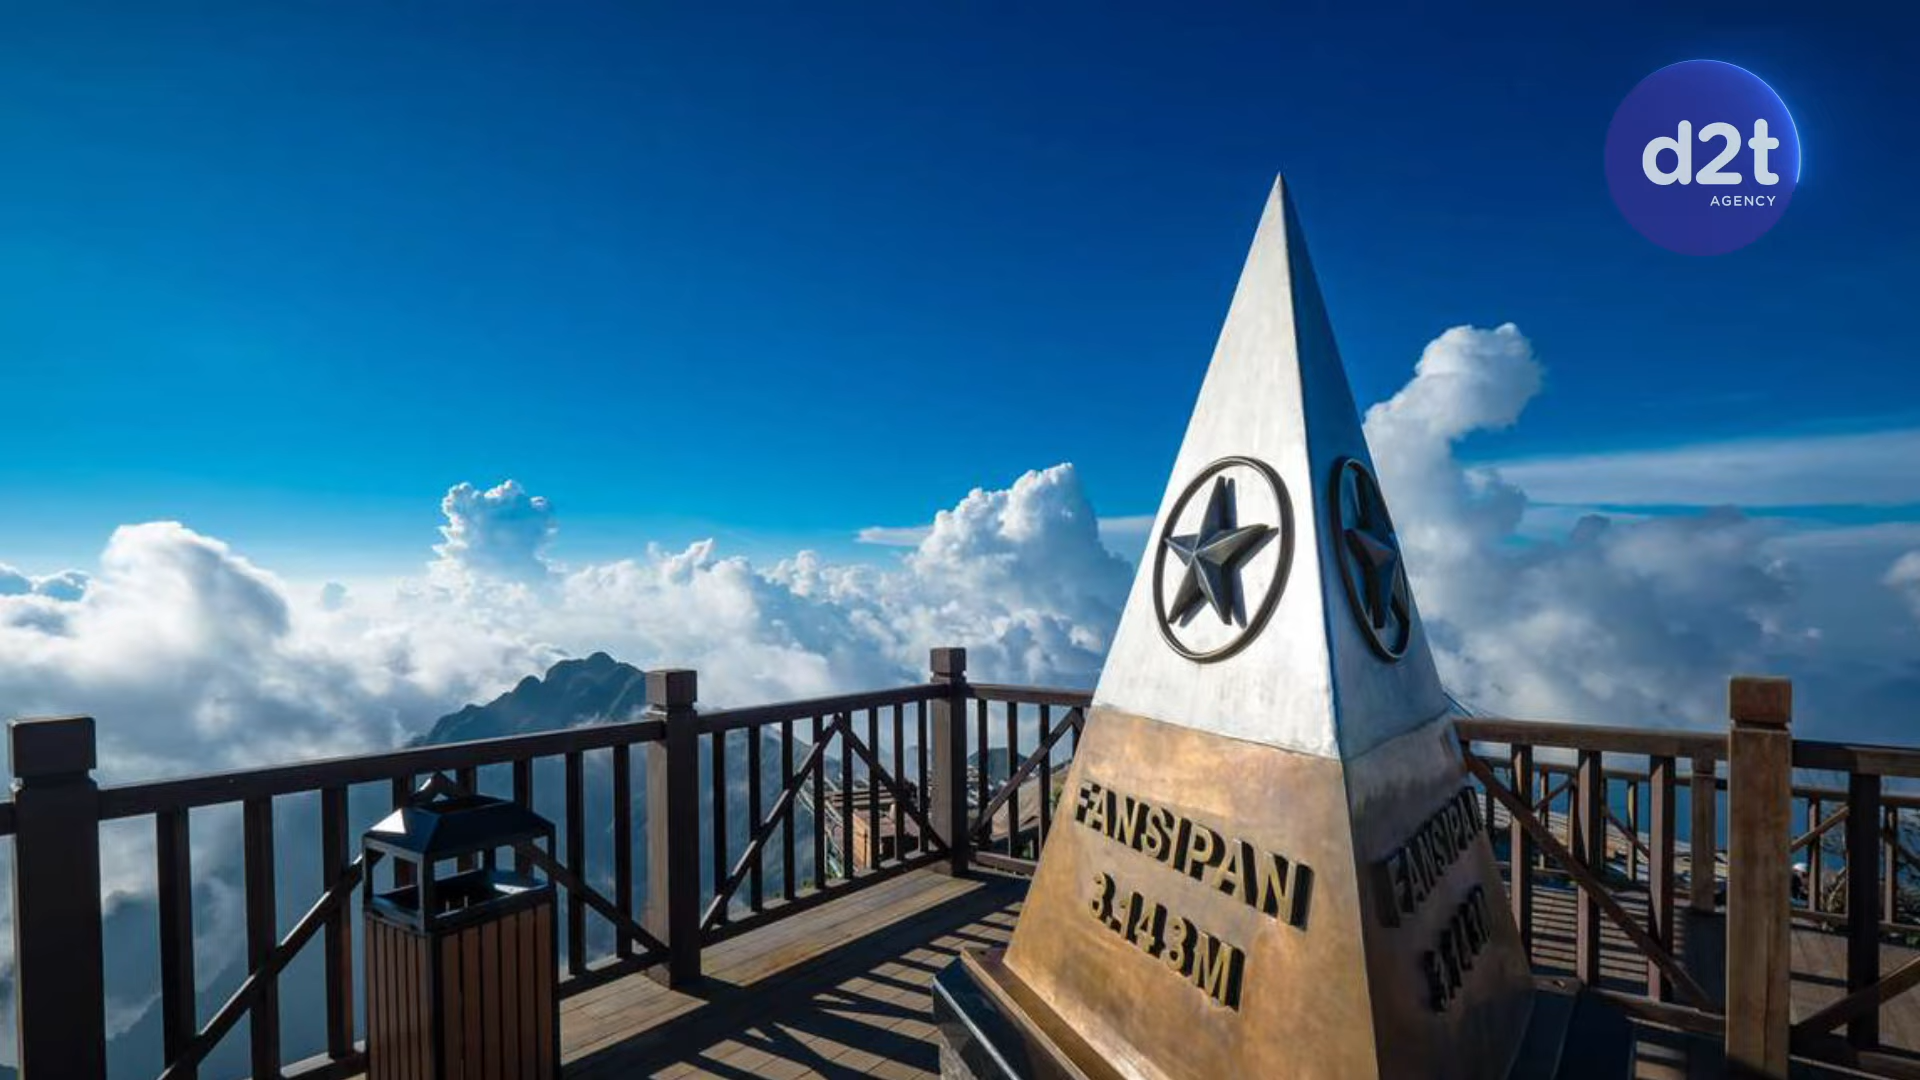 d2t
AGENCY
FANSIPAN
3.143M
FANSIPAN